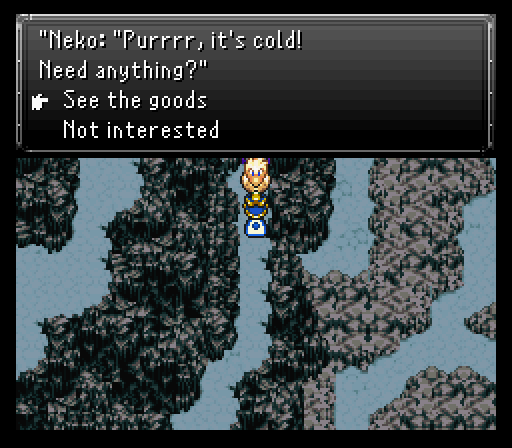 "Neko: "Purrrr, it's cold!
Need anything?"
See the goods
Not interested